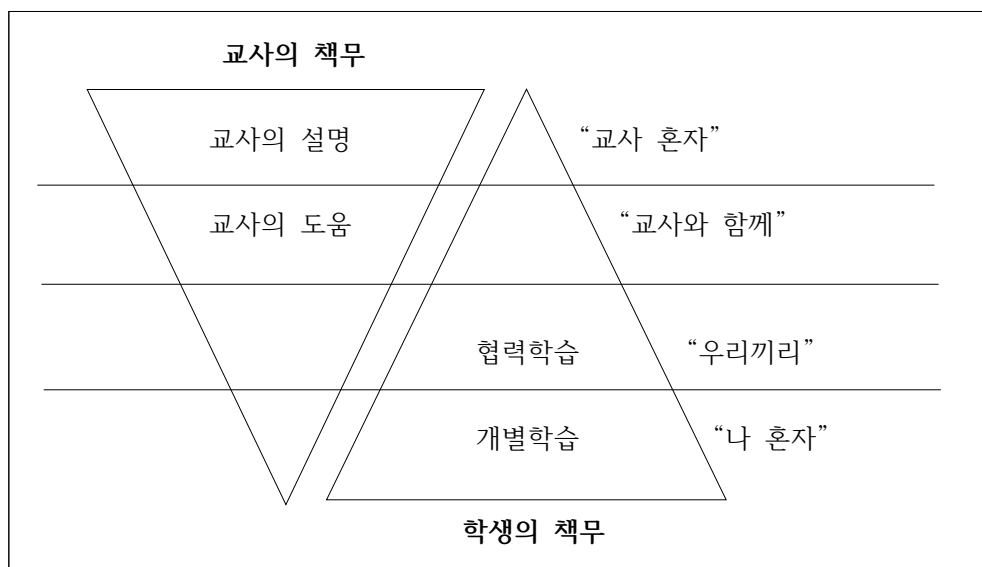 교사의 책무
교사의 설명 “교사 혼자”
교사의 도움 “교사와 함께”
협력학습 “우리끼리”
개별학습 “나 혼자”
학생의 책무